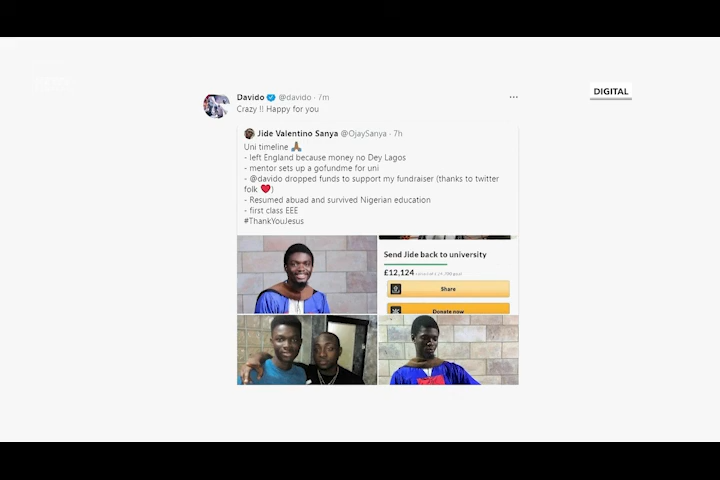 DIGITAL
Davido @davido · 7m
Crazy !! Happy for you
Jide Valentino Sanya @OjaySanya · 7h
Uni timeline 🙏🏾
- left England because money no Dey Lagos
- mentor sets up a gofundme for uni
- @davido dropped funds to support my fundraiser (thanks to twitter
folk ❤️)
- Resumed abuad and survived Nigerian education
- first class EEE
#ThankYouJesus
Send Jide back to university
£12,124
Share
Donate now